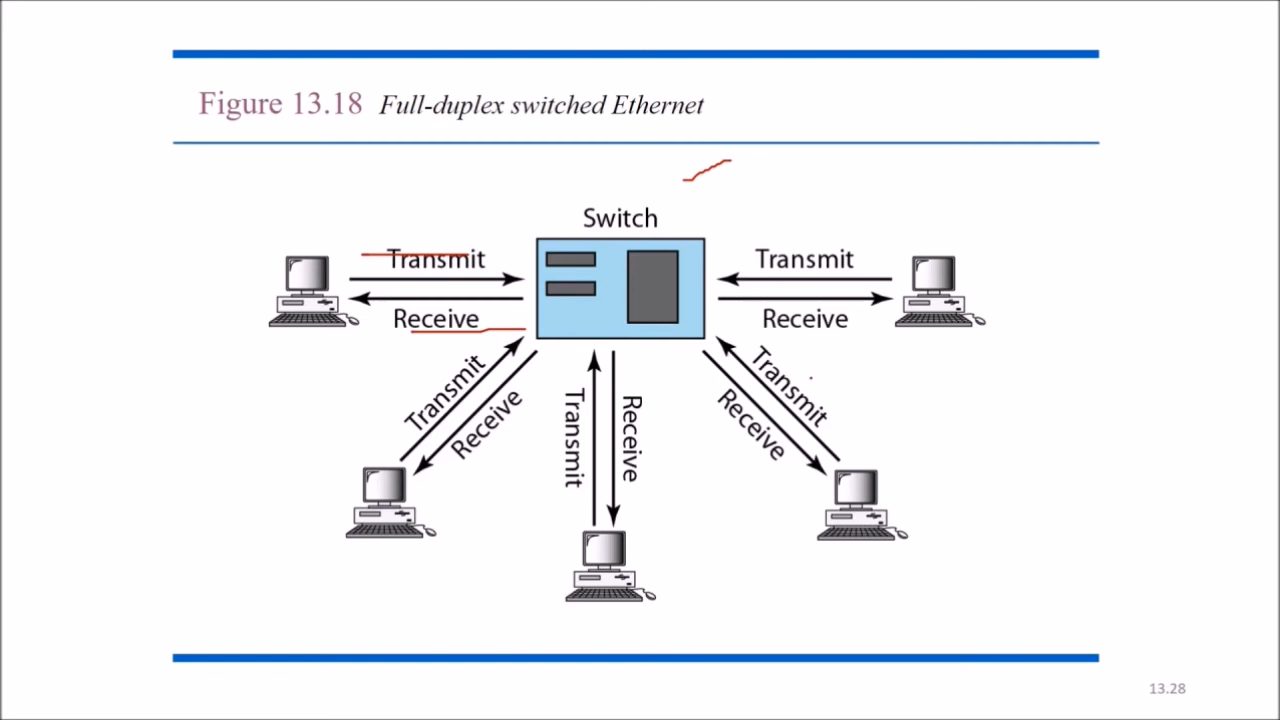 Figure 13.18 Full-duplex switched Ethernet
Switch
Transmit
Transmit
Receive
Receive
Transmit
Receive
Transmit
Receive
Transmit
Receive
13.28